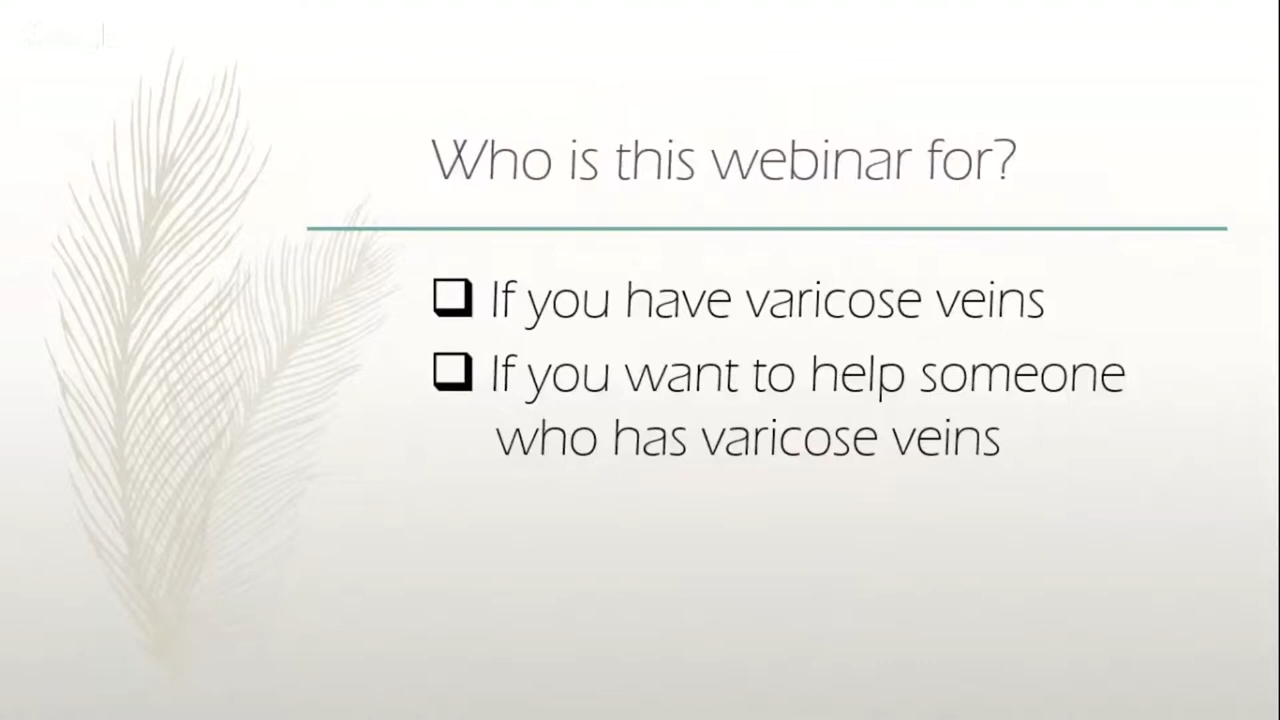 Who is this webinar for?
If you have varicose veins
If you want to help someone
who has varicose veins